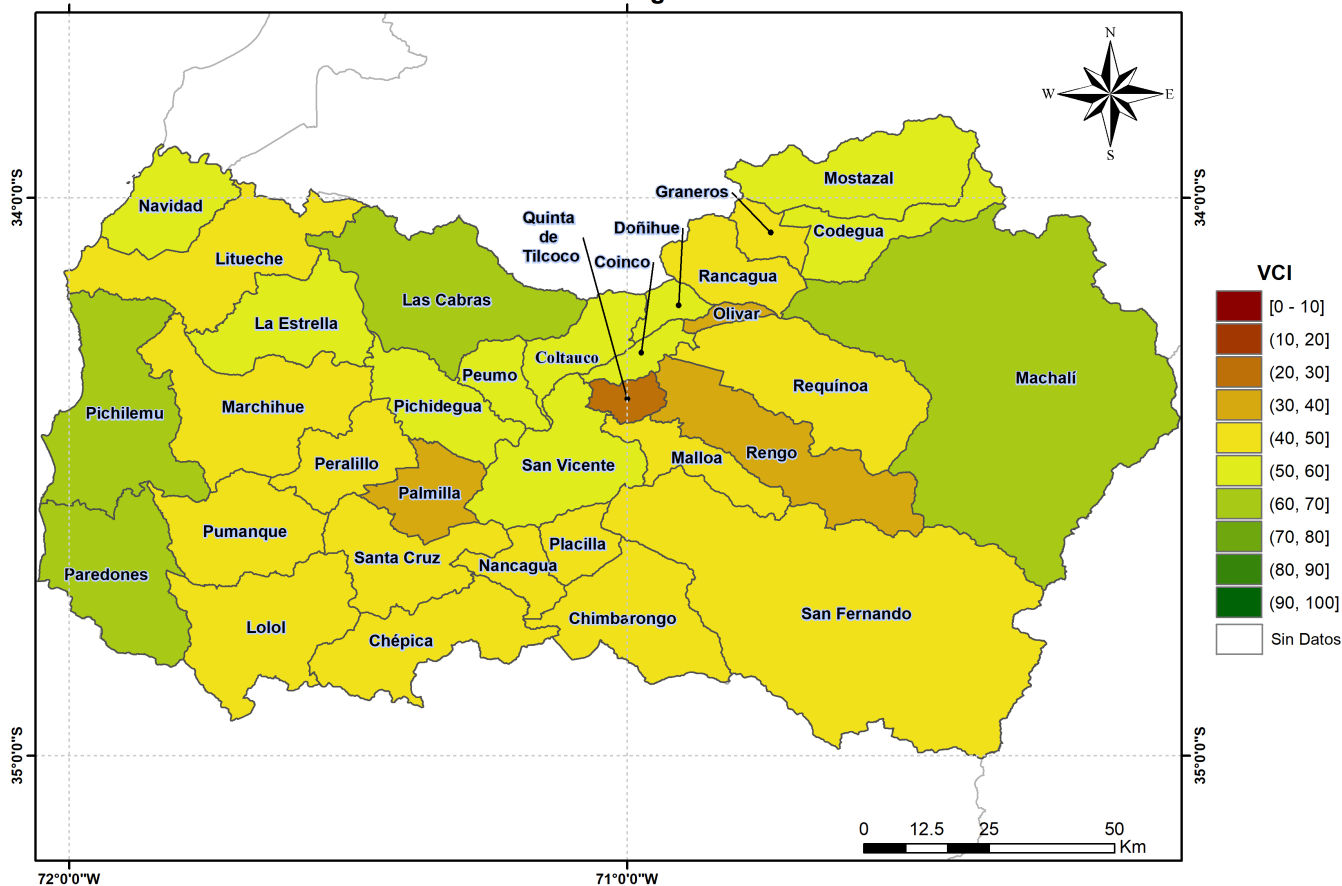 N
W
E
S
34°0'0"S
34°0'0"S
35°0'0"S
35°0'0"S
72°0'0"W
71°0'0"W
Navidad
Litueche
La Estrella
Las Cabras
Quinta
de
Tilcoco
Coinco
Doñihue
Graneros
Mostazal
Codegua
Rancagua
Olivar
Machalí
Requínoa
Coltauco
Peumo
Pichidegua
Pichilemu
Marchihue
Peralillo
Palmilla
San Vicente
Malloa
Rengo
Pumanque
Santa Cruz
Placilla
Nancagua
Paredones
Lolol
Chépica
Chimbarongo
San Fernando
VCI
[0 - 10]
(10, 20]
(20, 30]
(30, 40]
(40, 50]
(50, 60]
(60, 70]
(70, 80]
(80, 90]
(90, 100]
Sin Datos
0 12.5 25 50
Km